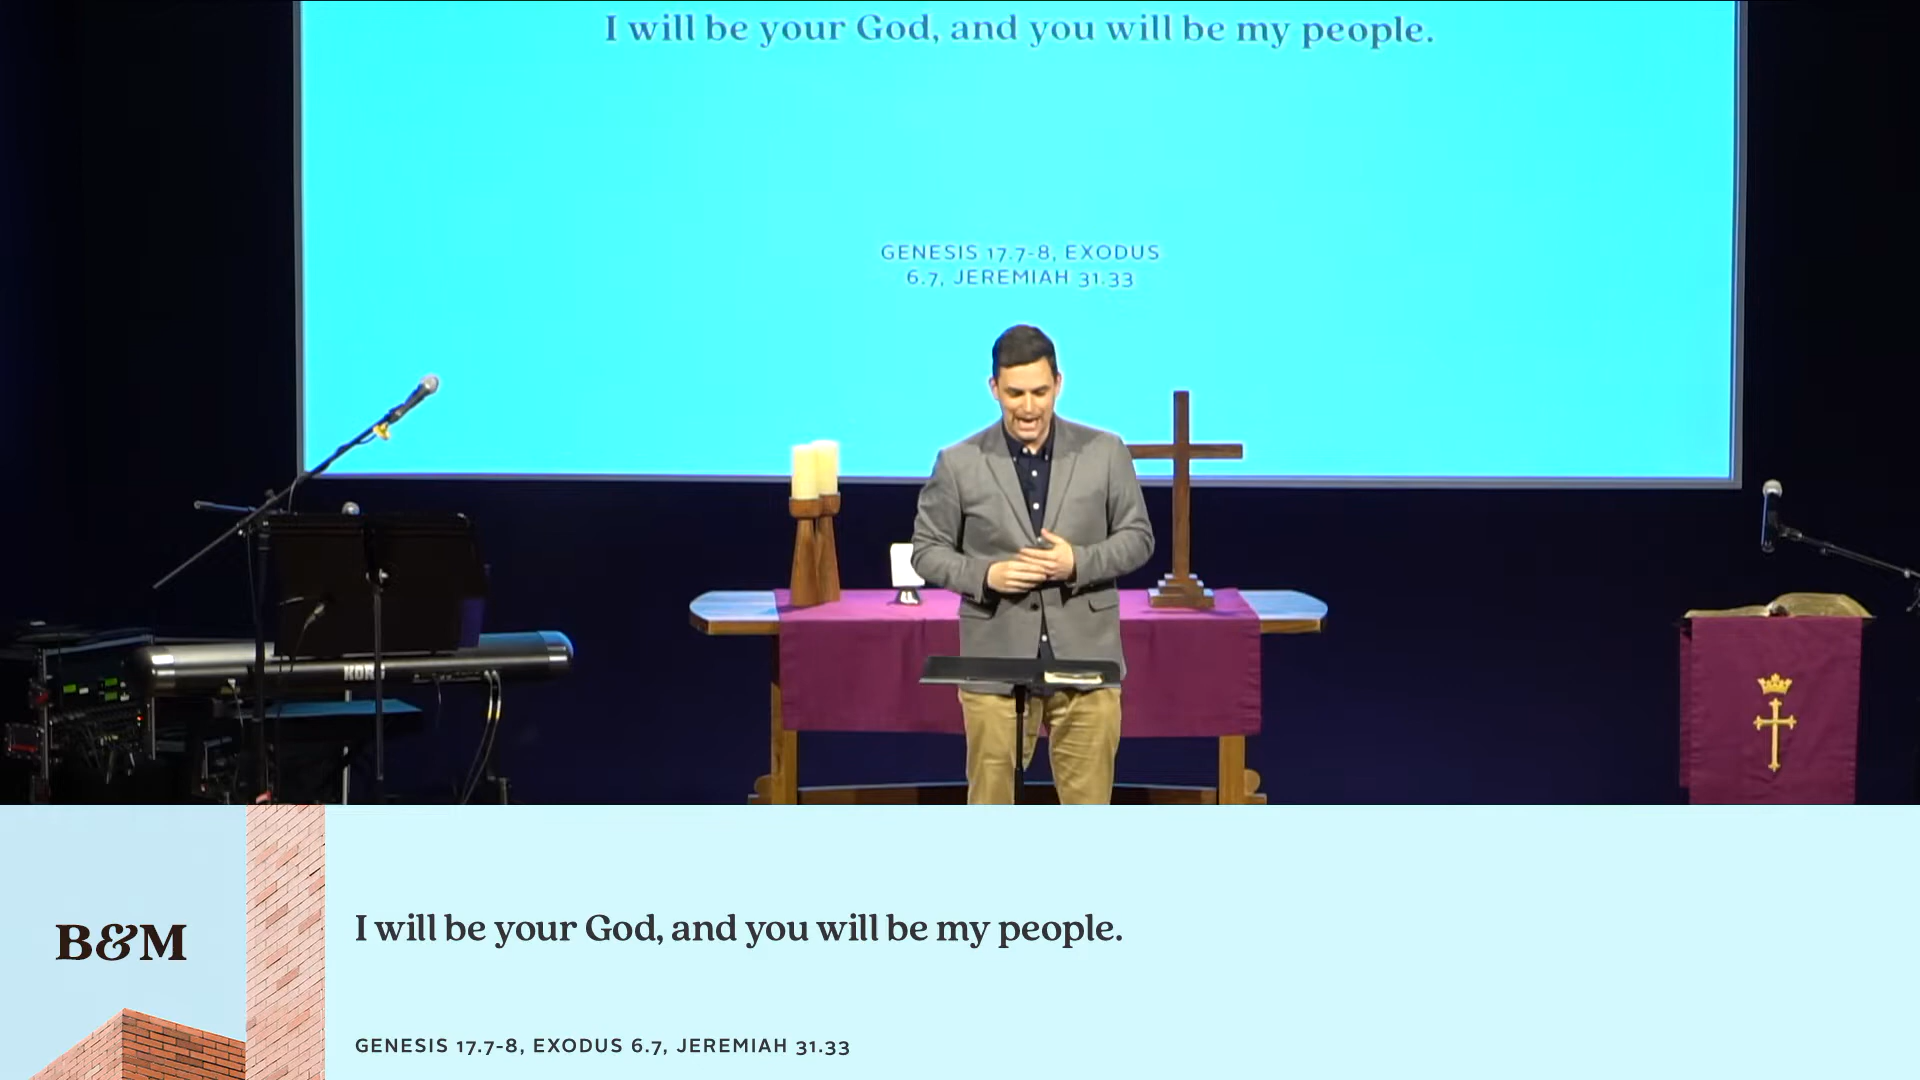 I will be your God, and you will be my people.
GENESIS 17.7-8, EXODUS
6.7, JEREMIAH 31.33
KORG
B&M
I will be your God, and you will be my people.
GENESIS 17.7-8, EXODUS 6.7, JEREMIAH 31.33